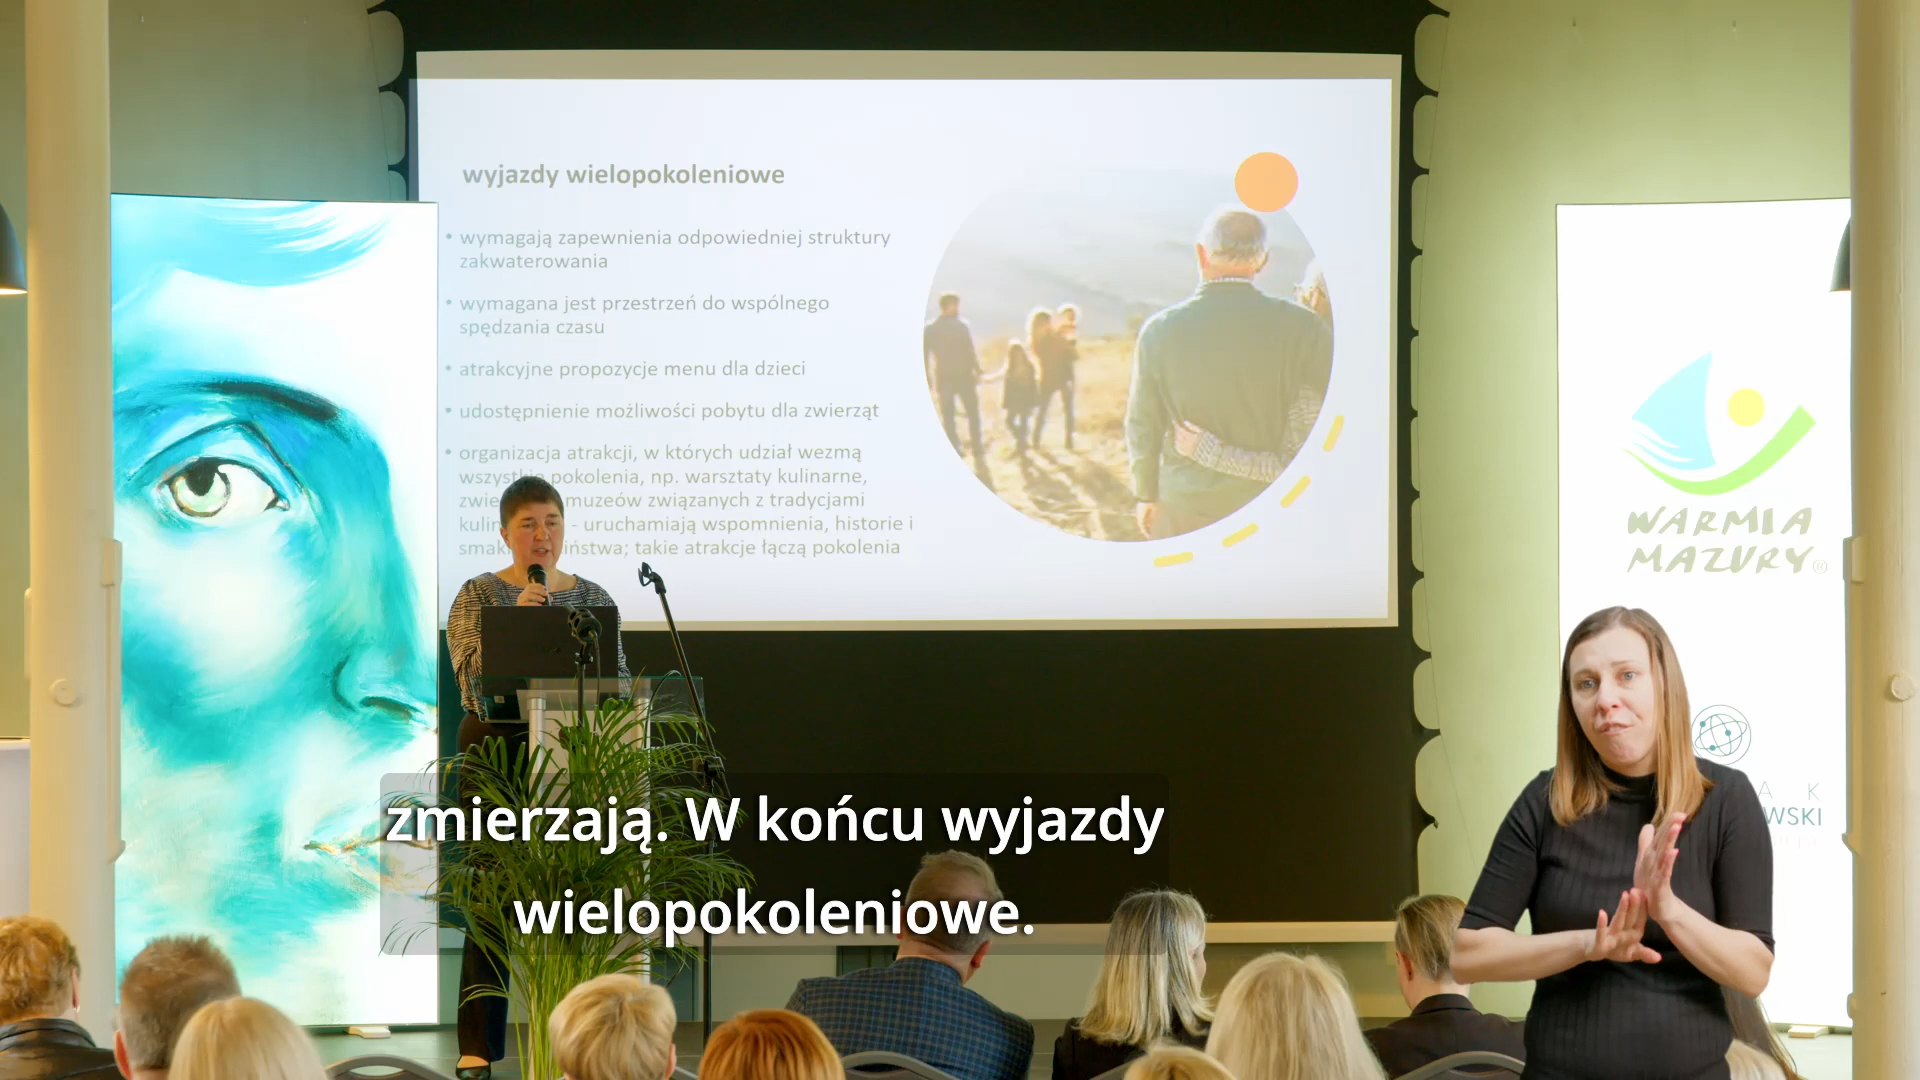 wyjazdy wielopokoleniowe
• wymagają zapewnienia odpowiedniej struktury
zakwaterowania
• wymagana jest przestrzeń do wspólnego
spędzania czasu
• atrakcyjne propozycje menu dla dzieci
• udostępnienie możliwości pobytu dla zwierząt
• organizacja atrakcji, w których udział wezmą
wszystkie pokolenia, np. warsztaty kulinarne,
muzeów związanych z tradycjami
- uruchamiają wspomnienia, historie i
takie atrakcje łączą pokolenia
WARMIA
MAZURY®
zmierzają. W końcu wyjazdy
wielopokoleniowe.